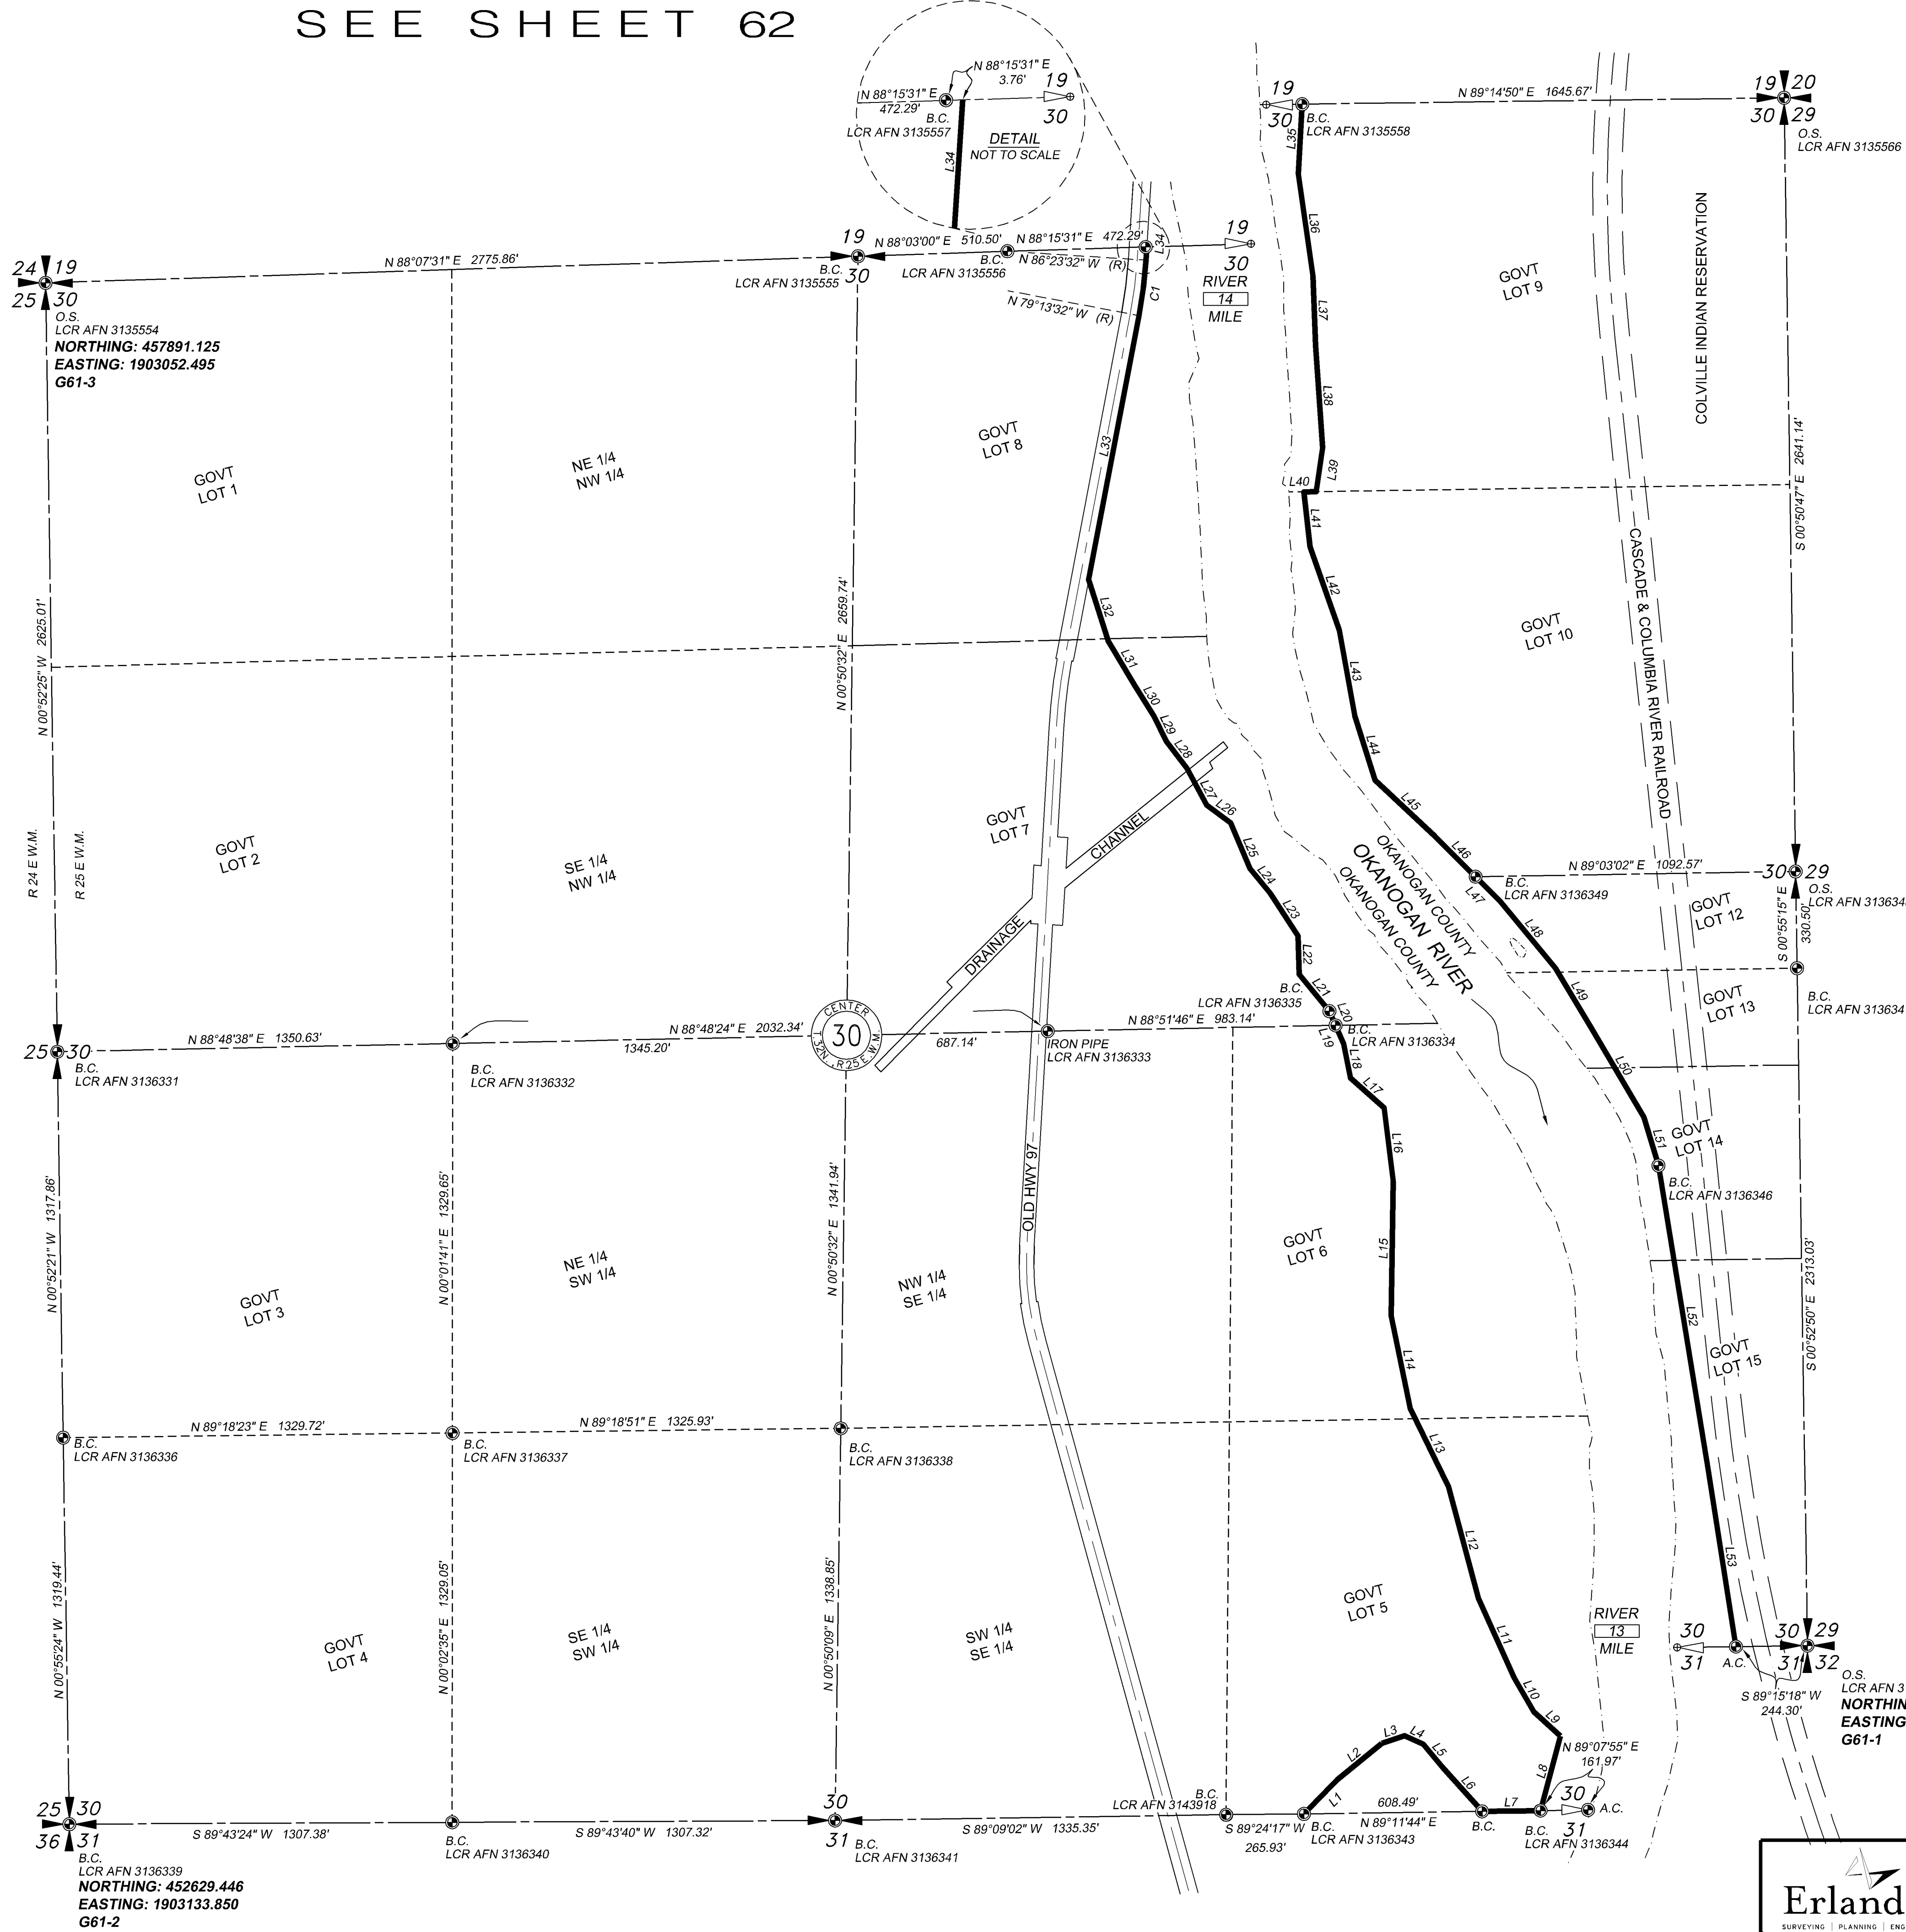 SEE SHEET 62
N 88°15'31" E
3.76'
N 88°15'31" E
472.29'
19
30
B.C.
LCR AFN 3135557
DETAIL
NOT TO SCALE
L34
19
30
B.C.
LCR AFN 3135558
N 89°14'50" E 1645.67'
19 20
30 29
O.S.
LCR AFN 3135566
24 19
25 30
O.S.
LCR AFN 3135554
NORTHING: 457891.125
EASTING: 1903052.495
G61-3
N 88°07'31" E 2775.86'
19
30
B.C.
LCR AFN 3135555
N 88°03'00" E 510.50'
B.C.
LCR AFN 3135556
N 88°15'31" E 472.29'
N 86°23'32" W (R)
N 79°13'32" W (R)
L34
C1
19
30
RIVER
14
MILE
L35
L36
L37
L38
L39
L40
L41
L42
L43
L44
L45
L46
L47
L48
L49
L50
L51
L52
L53
GOVT
LOT 9
COLVILLE INDIAN RESERVATION
S 00°50'47" E 2641.14'
GOVT
LOT 1
NE 1/4
NW 1/4
GOVT
LOT 8
L33
L32
L31
L30
L29
L28
L27
L26
L25
L24
L23
L22
L21
L20
L19
L18
L17
L16
L15
L14
L13
L12
L11
L10
L9
L8
N 00°52'25" W 2625.01'
N 00°50'32" E 2659.74'
GOVT
LOT 10
CASCADE & COLUMBIA RIVER RAILROAD
R 24 E W.M.
R 25 E W.M.
GOVT
LOT 2
SE 1/4
NW 1/4
GOVT
LOT 7
DRAINAGE
CHANNEL
OKANOGAN COUNTY
OKANOGAN RIVER
OKANOGAN COUNTY
B.C.
LCR AFN 3136349
N 89°03'02" E 1092.57'
30 29
O.S.
LCR AFN 313634
S 00°55'15" E
330.50'
GOVT
LOT 12
GOVT
LOT 13
B.C.
LCR AFN 313634
25 30
B.C.
LCR AFN 3136331
N 88°48'38" E 1350.63'
B.C.
LCR AFN 3136332
N 88°48'24" E 2032.34'
1345.20'
CENTER
30
T.32N., R25E.W.M.
687.14'
IRON PIPE
LCR AFN 3136333
N 88°51'46" E 983.14'
B.C.
LCR AFN 3136335
B.C.
LCR AFN 3136334
GOVT
LOT 14
B.C.
LCR AFN 3136346
N 00°52'21" W 1317.86'
N 00°01'41" E 1329.65'
N 00°50'32" E 1341.94'
OLD HWY 97
GOVT
LOT 3
NE 1/4
SW 1/4
NW 1/4
SE 1/4
GOVT
LOT 6
GOVT
LOT 15
S 00°52'50" E 2313.03'
N 89°18'23" E 1329.72'
N 89°18'51" E 1325.93'
B.C.
LCR AFN 3136336
B.C.
LCR AFN 3136337
B.C.
LCR AFN 3136338
N 00°55'24" W 1319.44'
N 00°02'35" E 1329.05'
N 00°50'09" E 1338.85'
GOVT
LOT 4
SE 1/4
SW 1/4
SW 1/4
SE 1/4
GOVT
LOT 5
RIVER
13
MILE
30
31
A.C.
30 29
31 32
S 89°15'18" W
244.30'
O.S.
LCR AFN 3
NORTHIN
EASTING
G61-1
N 89°07'55" E
161.97'
L1
L2
L3
L4
L5
L6
L7
30
31
A.C.
25 30
36 31
B.C.
LCR AFN 3136339
NORTHING: 452629.446
EASTING: 1903133.850
G61-2
S 89°43'24" W 1307.38'
B.C.
LCR AFN 3136340
S 89°43'40" W 1307.32'
30
31
B.C.
LCR AFN 3136341
S 89°09'02" W 1335.35'
B.C.
LCR AFN 3143918
S 89°24'17" W
265.93'
B.C.
LCR AFN 3136343
608.49'
N 89°11'44" E
B.C.
B.C.
LCR AFN 3136344
Erland
SURVEYING | PLANNING | ENG